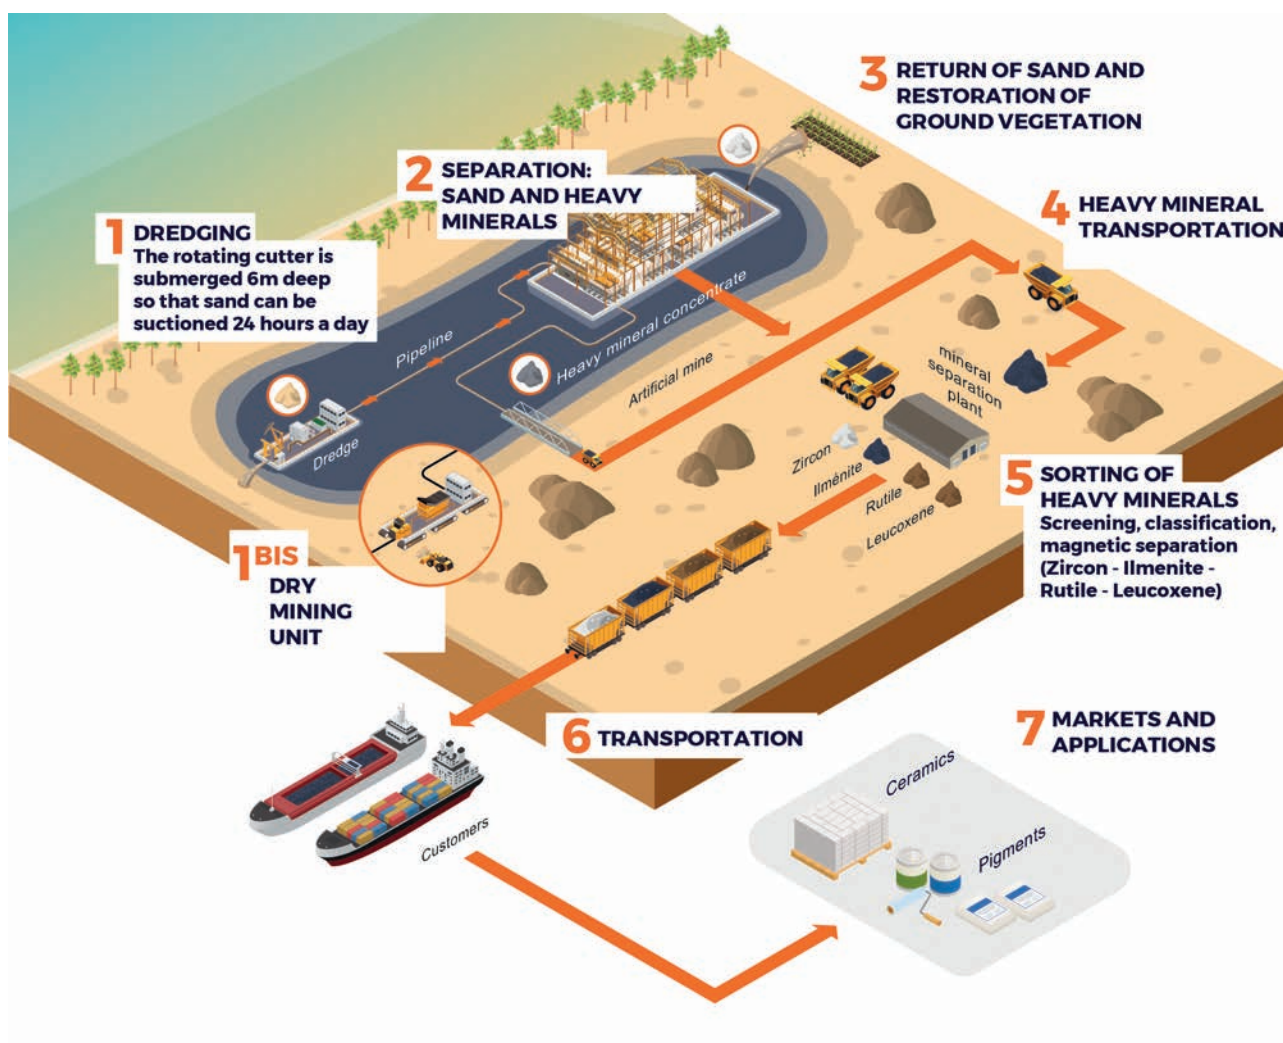 3 RETURN OF SAND AND
RESTORATION OF
GROUND VEGETATION
2 SEPARATION:
SAND AND HEAVY
MINERALS
4 HEAVY MINERAL
TRANSPORTATION
1 DREDGING
The rotating cutter is
submerged 6m deep
so that sand can be
suctioned 24 hours a day
Pipeline
Heavy mineral concentrate
Artificial mine
Dredge
mineral
separation
plant
Zircon
Ilménite
Rutile
Leucoxene
5 SORTING OF
HEAVY MINERALS
Screening, classification,
magnetic separation
(Zircon - Ilmenite -
Rutile - Leucoxene)
1 BIS
DRY
MINING
UNIT
6 TRANSPORTATION
Customers
7 MARKETS AND
APPLICATIONS
Ceramics
Pigments